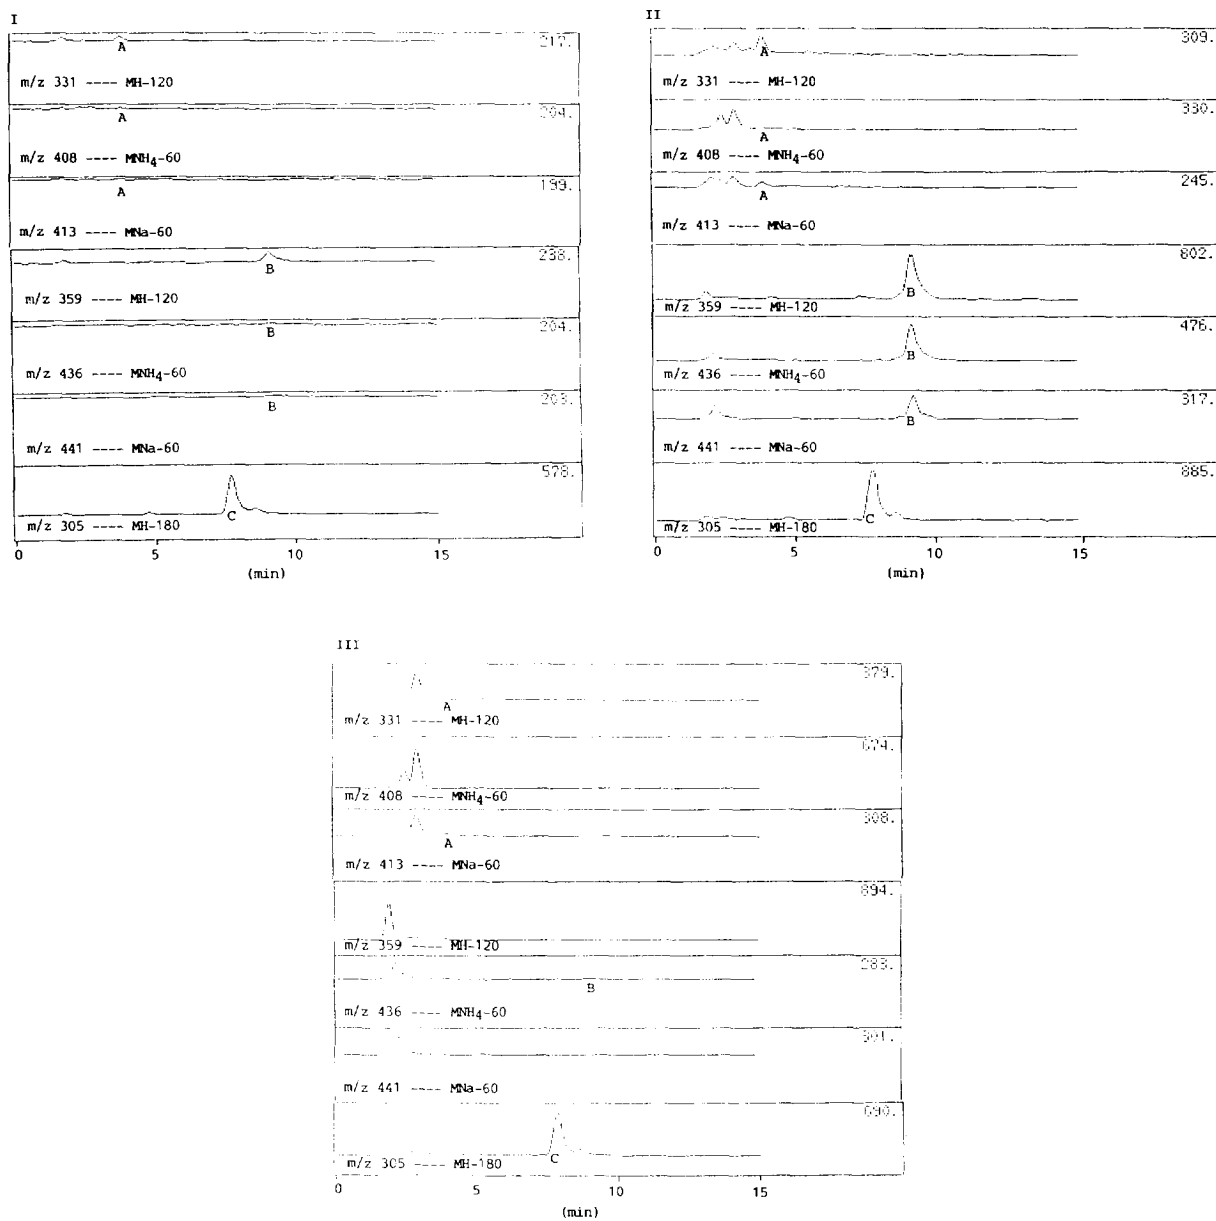 I
217.
A
m/z 331 ---- MH-120
204.
A
m/z 408 ---- MNH4-60
199.
A
m/z 413 ---- MNa-60
238.
B
m/z 359 ---- MH-120
204.
B
m/z 436 ---- MNH4-60
203.
B
m/z 441 ---- MNa-60
578.
C
m/z 305 ---- MH-180
0 5 10 15
(min)
II
309.
A
m/z 331 ---- MH-120
330.
A
m/z 408 ---- MNH4-60
245.
A
m/z 413 ---- MNa-60
802.
B
m/z 359 ---- MH-120
476.
B
m/z 436 ---- MNH4-60
317.
B
m/z 441 ---- MNa-60
885.
C
m/z 305 ---- MH-180
0 5 10 15
(min)
III
379.
A
m/z 331 ---- MH-120
674.
m/z 408 ---- MNH4-60
308.
A
m/z 413 ---- MNa-60
894.
m/z 359 ---- MH-120
283.
B
m/z 436 ---- MNH4-60
301.
m/z 441 ---- MNa-60
690.
C
m/z 305 ---- MH-180
0 5 10 15
(min)